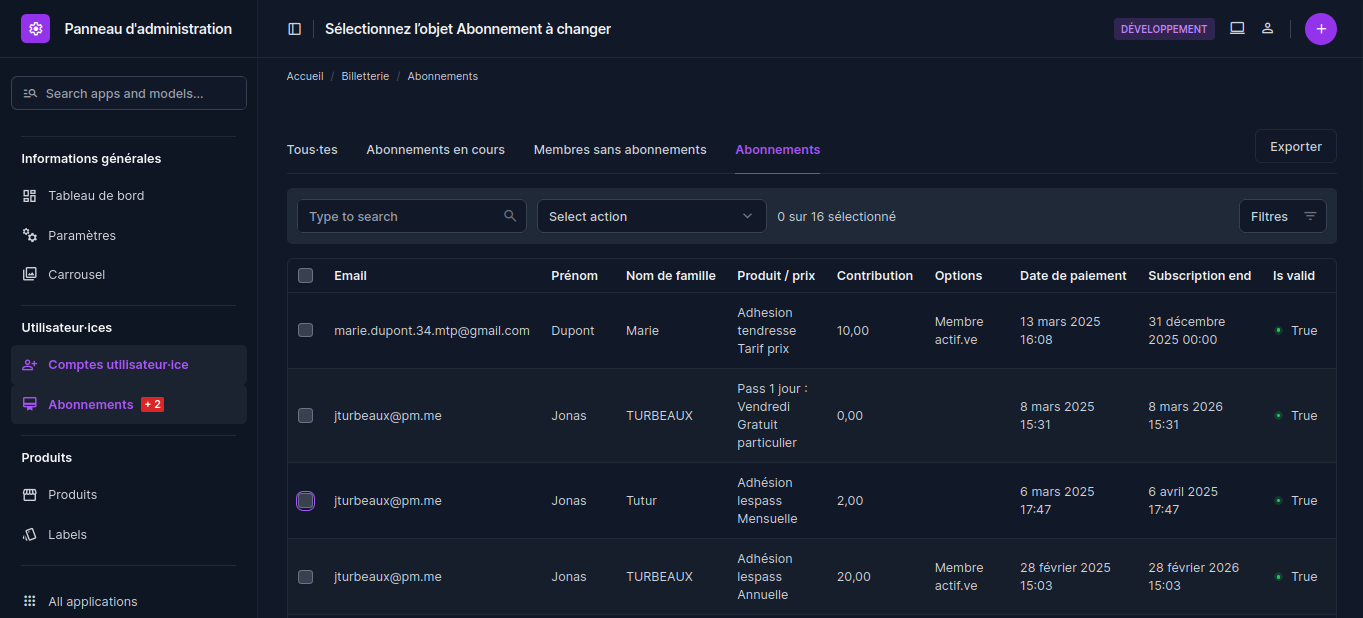 Panneau d'administration
Sélectionnez l'objet Abonnement à changer
DÉVELOPPEMENT
Search apps and models...
Informations générales
Tableau de bord
Paramètres
Carrousel
Utilisateur·ices
Comptes utilisateur·ice
Abonnements + 2
Produits
Produits
Labels
All applications
Accueil / Billetterie / Abonnements
Tous·tes Abonnements en cours Membres sans abonnements Abonnements
Exporter
Type to search
Select action
0 sur 16 sélectionné
Filtres
Email Prénom Nom de famille Produit / prix Contribution Options Date de paiement Subscription end Is valid
marie.dupont.34.mtp@gmail.com Dupont Marie
Adhesion
tendresse
Tarif prix
10,00
Membre
actif.ve
13 mars 2025
16:08
31 décembre
2025 00:00
True
jturbeaux@pm.me Jonas TURBEAUX
Pass 1 jour :
Vendredi
Gratuit
particulier
0,00
8 mars 2025
15:31
8 mars 2026
15:31
True
jturbeaux@pm.me Jonas Tutur
Adhésion
lespass
Mensuelle
2,00
6 mars 2025
17:47
6 avril 2025
17:47
True
jturbeaux@pm.me Jonas TURBEAUX
Adhésion
lespass
Annuelle
20,00
Membre
actif.ve
28 février 2025
15:03
28 février 2026
15:03
True